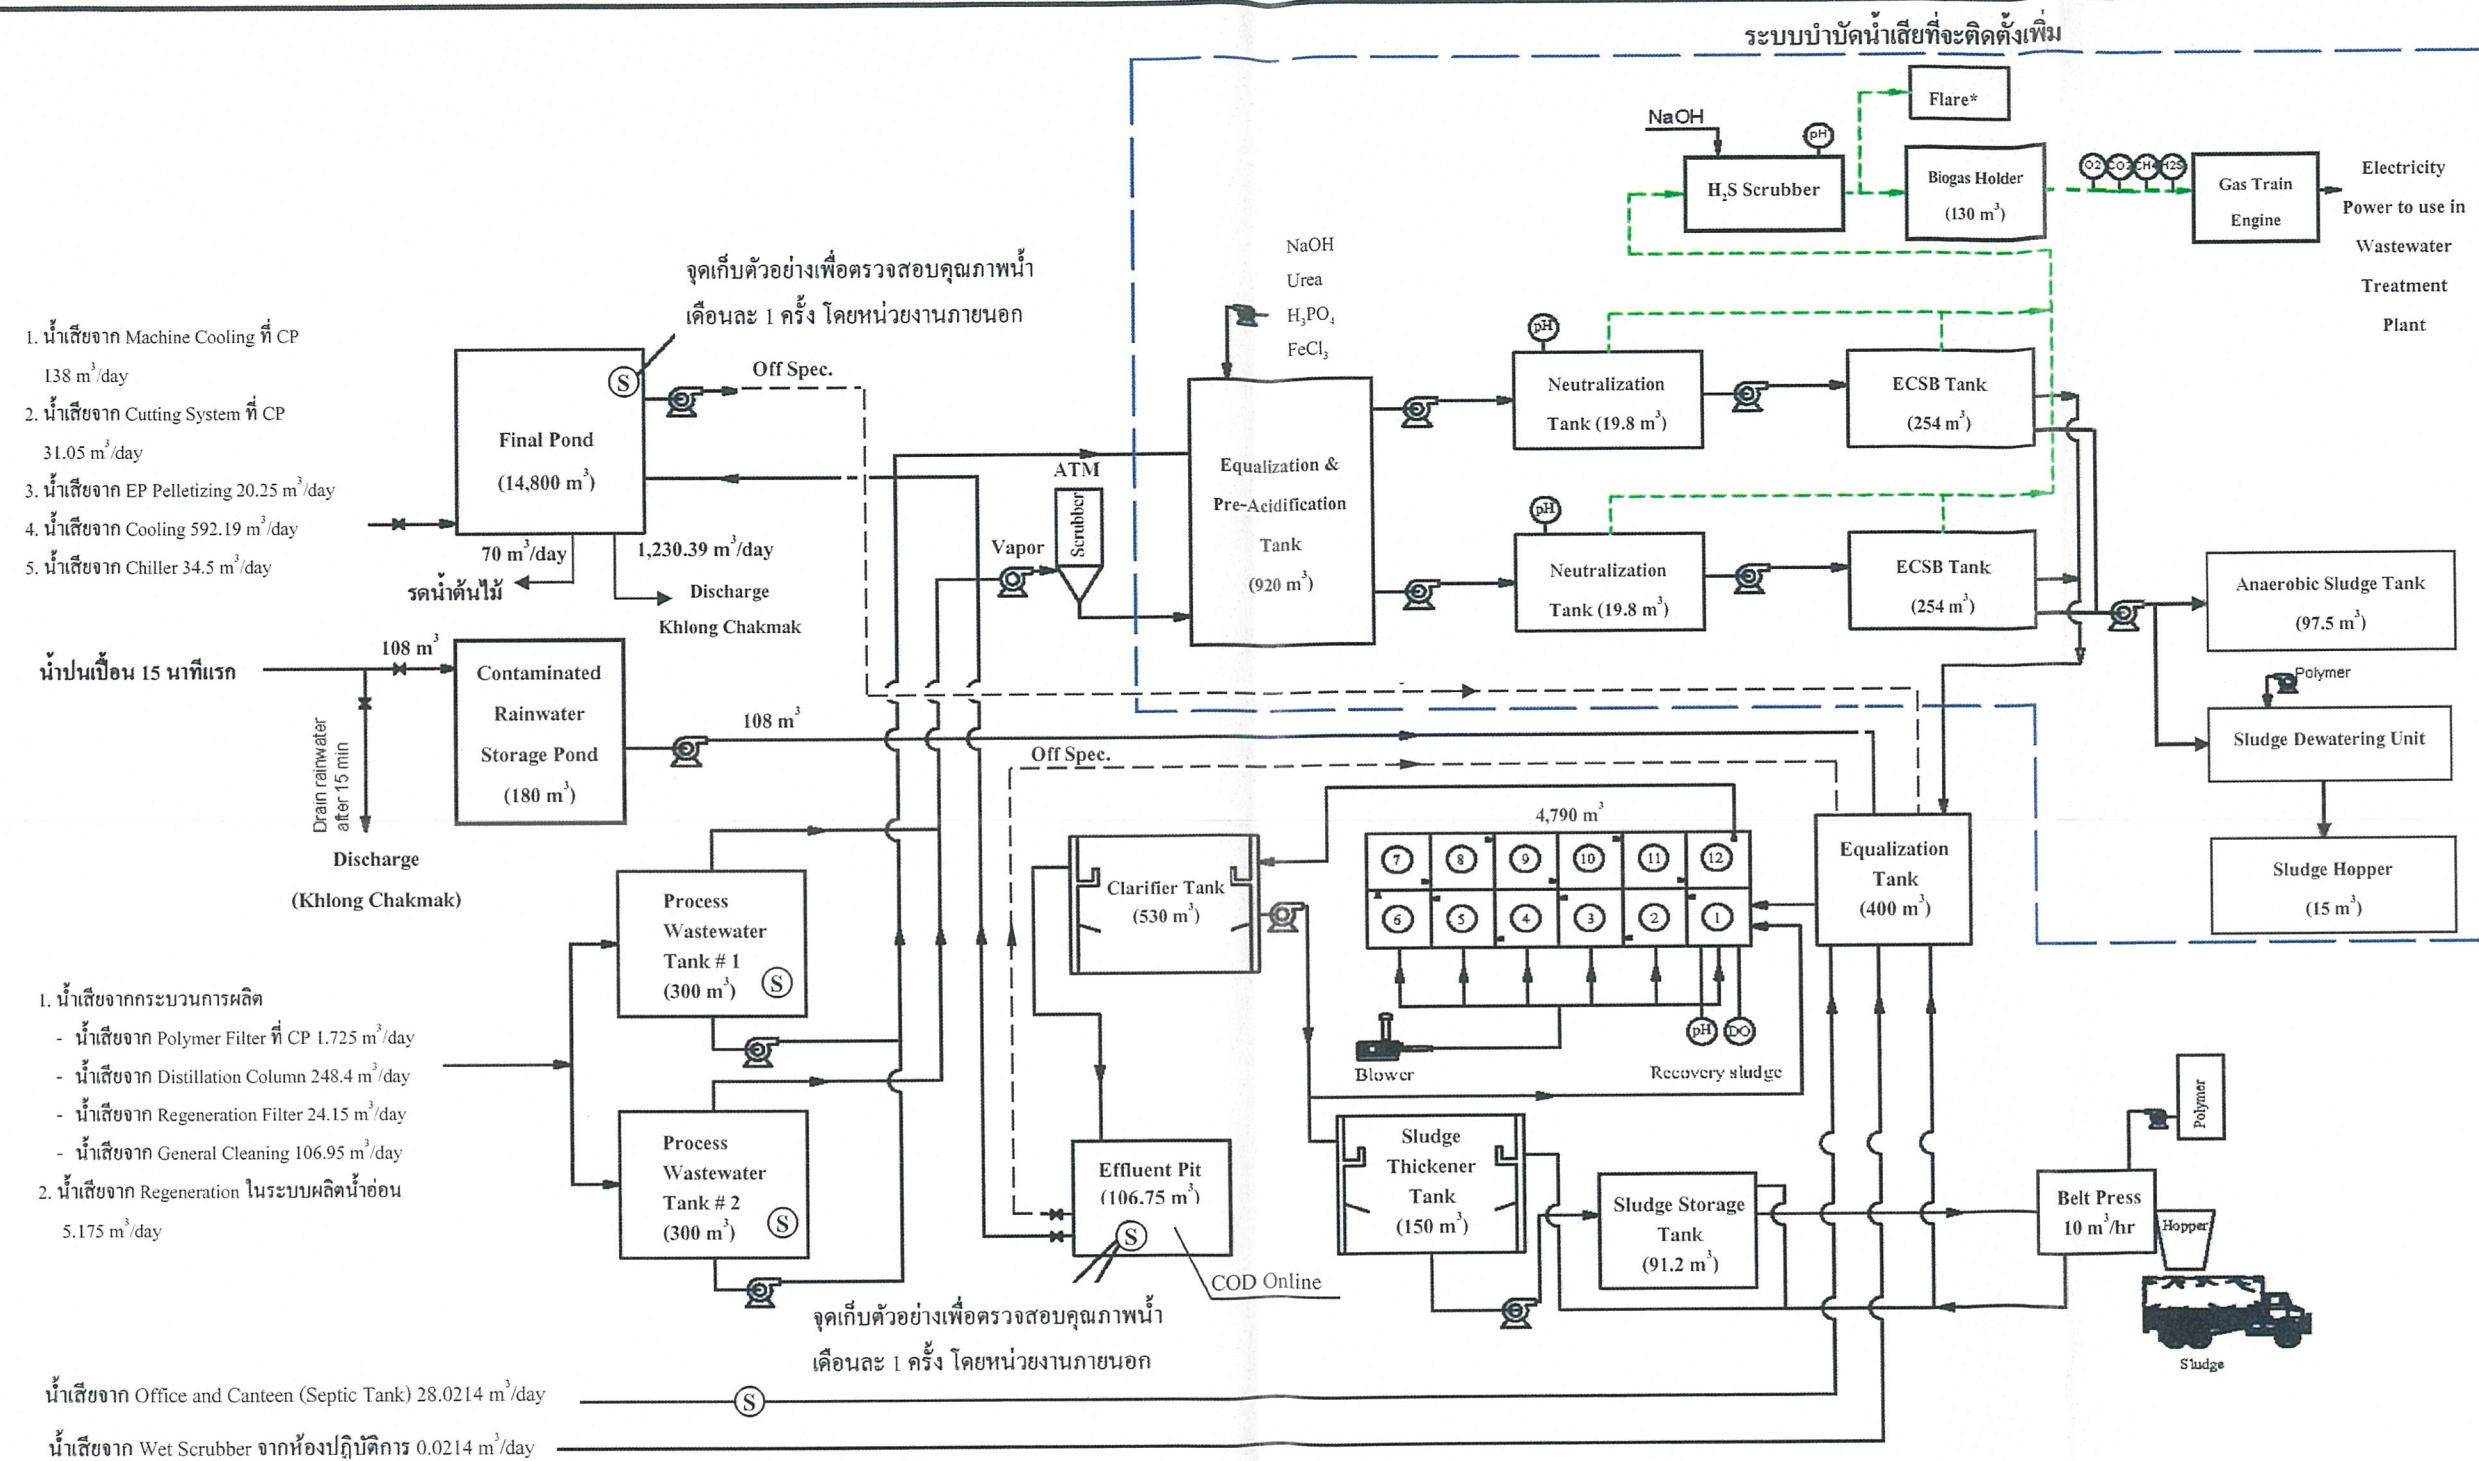 ระบบบำบัดน้ำเสียที่จะติดตั้งเพิ่ม
Flare*
NaOH
pH
H₂S Scrubber
Biogas Holder
(130 m³)
O2 CO2 CH4 H2S
Gas Train
Engine
Electricity
Power to use in
Wastewater
Treatment
Plant
NaOH
Urea
H₃PO₄
FeCl₃
จุดเก็บตัวอย่างเพื่อตรวจสอบคุณภาพน้ำ
เดือนละ 1 ครั้ง โดยหน่วยงานภายนอก
1. น้ำเสียจาก Machine Cooling ที่ CP
138 m³/day
2. น้ำเสียจาก Cutting System ที่ CP
31.05 m³/day
3. น้ำเสียจาก EP Pelletizing 20.25 m³/day
4. น้ำเสียจาก Cooling 592.19 m³/day
5. น้ำเสียจาก Chiller 34.5 m³/day
S
Final Pond
(14,800 m³)
Off Spec.
70 m³/day
รดน้ำต้นไม้
1,230.39 m³/day
Discharge
Khlong Chakmak
ATM
Scrubber
Vapor
Equalization &
Pre-Acidification
Tank
(920 m³)
pH
Neutralization
Tank (19.8 m³)
ECSB Tank
(254 m³)
pH
Neutralization
Tank (19.8 m³)
ECSB Tank
(254 m³)
Anaerobic Sludge Tank
(97.5 m³)
Polymer
Sludge Dewatering Unit
Sludge Hopper
(15 m³)
น้ำปนเปื้อน 15 นาทีแรก
108 m³
Contaminated
Rainwater
Storage Pond
(180 m³)
Drain rainwater
after 15 min
Discharge
(Khlong Chakmak)
108 m³
Off Spec.
4,790 m³
7 8 9 10 11 12
6 5 4 3 2 1
Clarifier Tank
(530 m³)
Equalization
Tank
(400 m³)
pH DO
Blower
Recovery sludge
Process
Wastewater
Tank # 1
(300 m³)
S
1. น้ำเสียจากกระบวนการผลิต
- น้ำเสียจาก Polymer Filter ที่ CP 1.725 m³/day
- น้ำเสียจาก Distillation Column 248.4 m³/day
- น้ำเสียจาก Regeneration Filter 24.15 m³/day
- น้ำเสียจาก General Cleaning 106.95 m³/day
2. น้ำเสียจาก Regeneration ในระบบผลิตน้ำอ่อน
5.175 m³/day
Process
Wastewater
Tank # 2
(300 m³)
S
Effluent Pit
(106.75 m³)
S
COD Online
จุดเก็บตัวอย่างเพื่อตรวจสอบคุณภาพน้ำ
เดือนละ 1 ครั้ง โดยหน่วยงานภายนอก
Sludge
Thickener
Tank
(150 m³)
Sludge Storage
Tank
(91.2 m³)
Polymer
Belt Press
10 m³/hr
Hopper
Sludge
น้ำเสียจาก Office and Canteen (Septic Tank) 28.0214 m³/day
S
น้ำเสียจาก Wet Scrubber จากห้องปฏิบัติการ 0.0214 m³/day